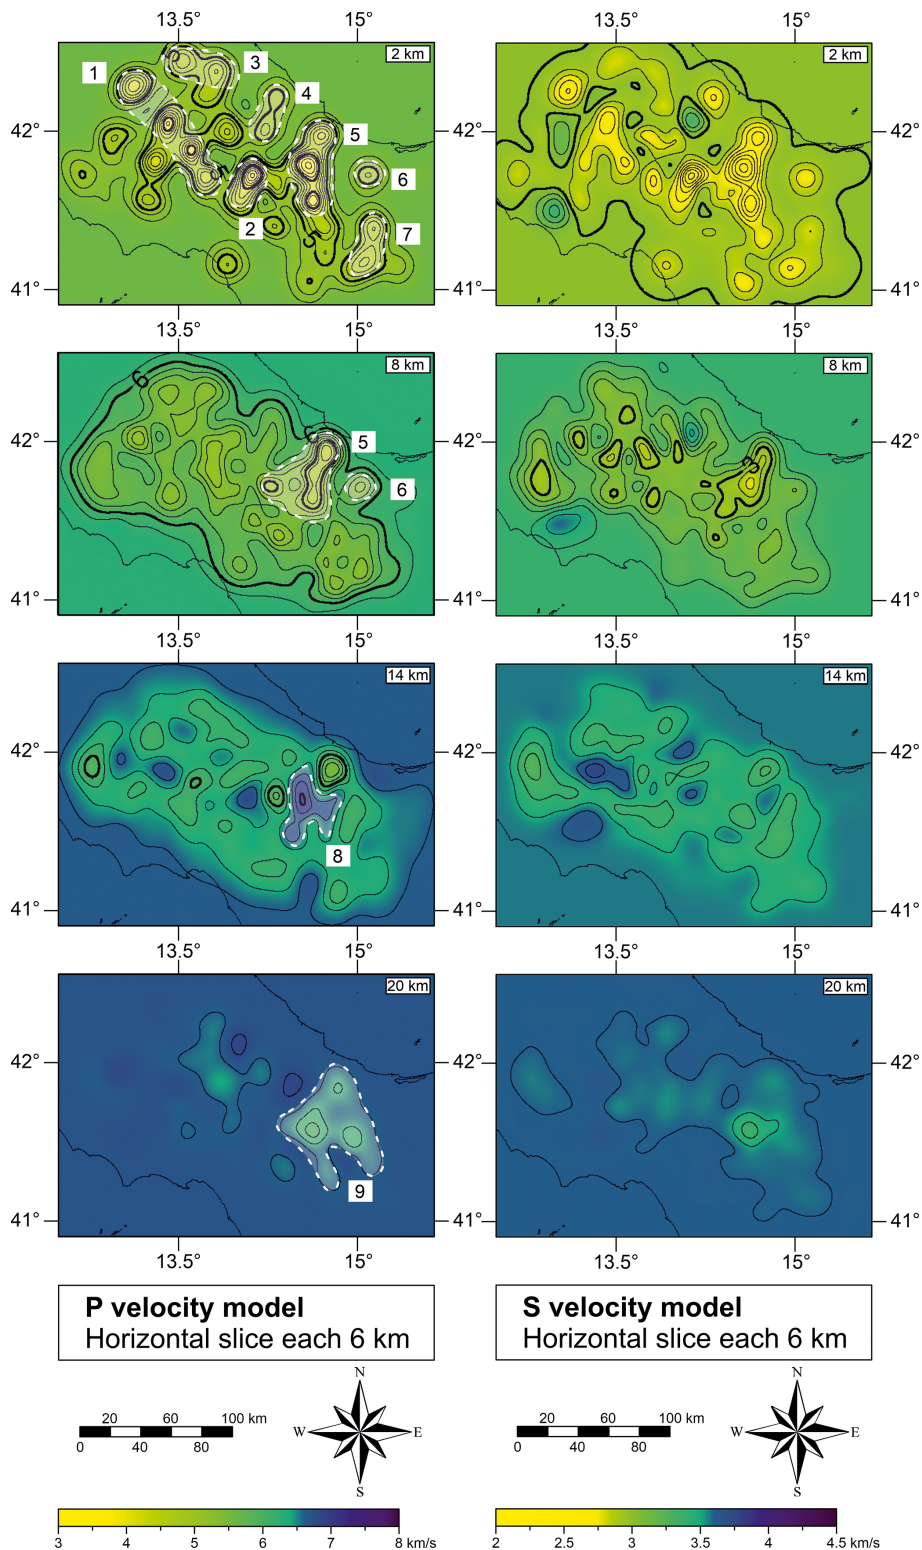 13.5° 15° 13.5° 15°
2 km 2 km
1 3
4
42° 5 42°
6
2 7
5
41° 41°
13.5° 15° 13.5° 15°
8 km 8 km
6
42° 6 5 3 42°
6
41° 41°
13.5° 15° 13.5° 15°
14 km 14 km
42° 42°
8
41° 41°
13.5° 15° 13.5° 15°
20 km 20 km
42° 42°
9
41° 41°
13.5° 15° 13.5° 15°
P velocity model
Horizontal slice each 6 km
S velocity model
Horizontal slice each 6 km
20 60 100 km
0 40 80
N
W E
S
20 60 100 km
0 40 80
N
W E
S
3 4 5 6 7 8 km/s
2 2.5 3 3.5 4 4.5 km/s